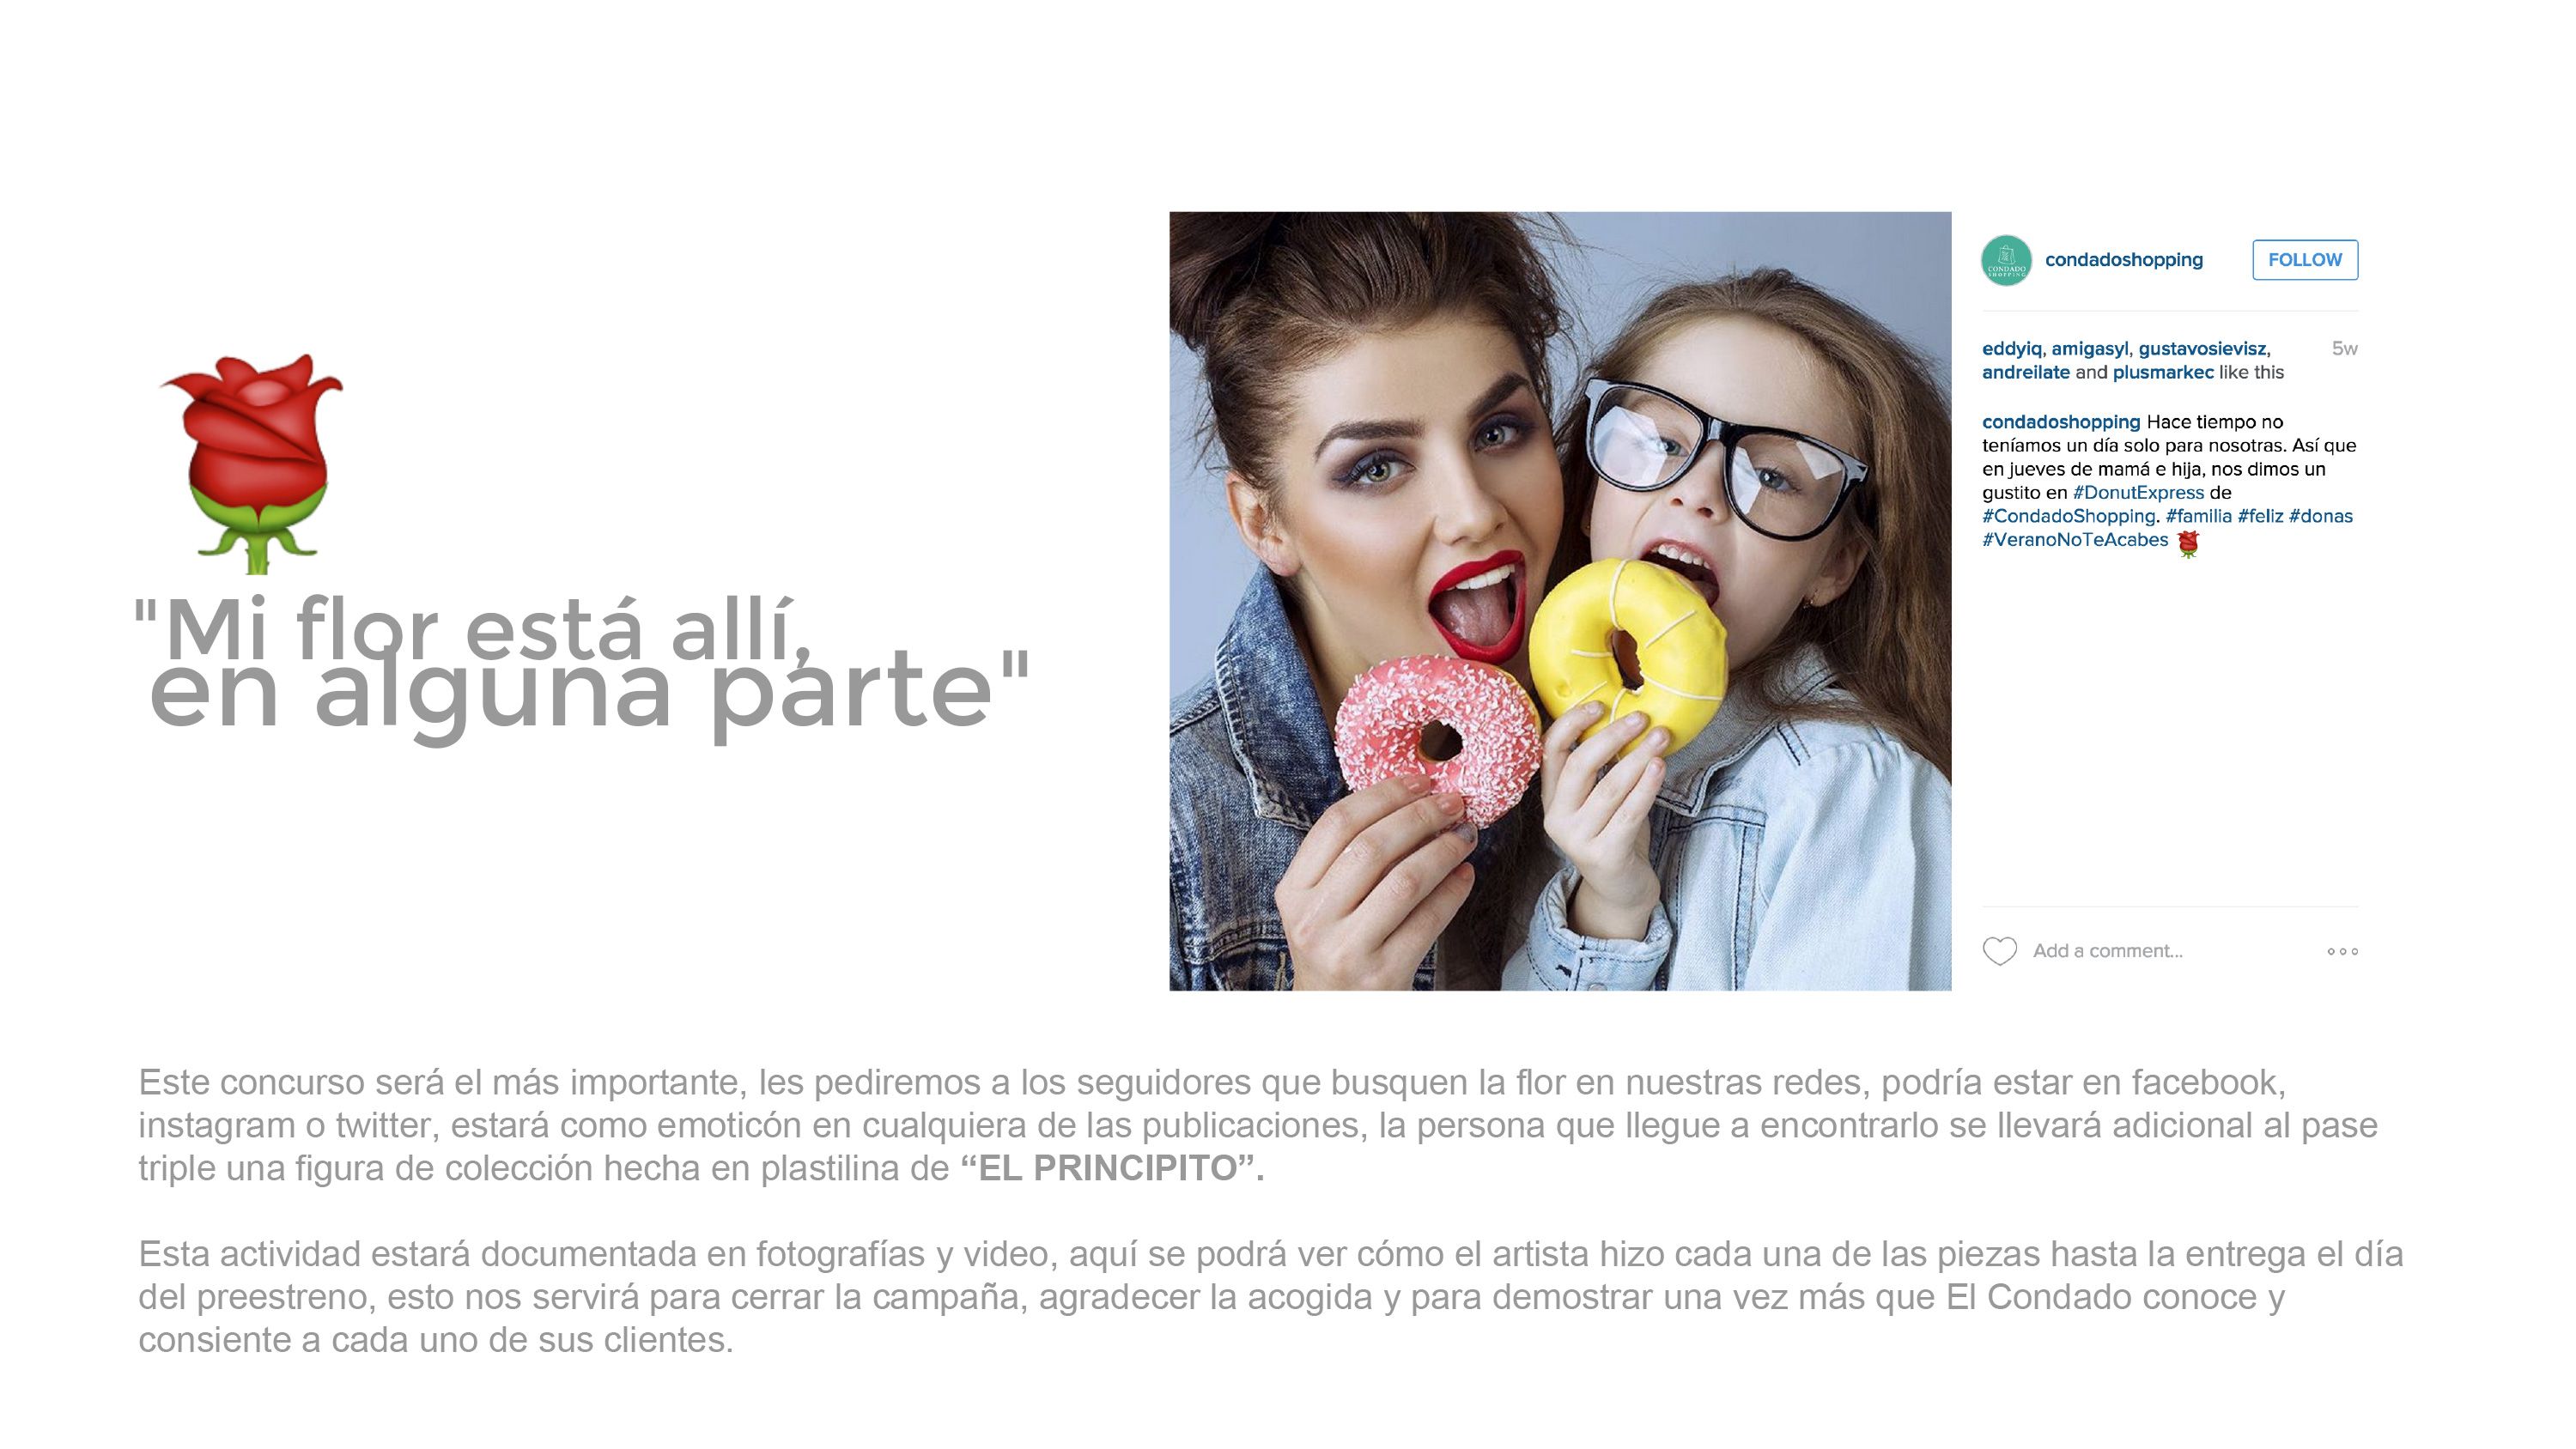 "Mi flor está allí,
en alguna parte"
CONDADO
SHOPPING
condadoshopping
FOLLOW
eddyiq, amigasyl, gustavosievisz,
5w
andreilate and plusmarkec like this
condadoshopping Hace tiempo no
teníamos un día solo para nosotras. Así que
en jueves de mamá e hija, nos dimos un
gustito en #DonutExpress de
#CondadoShopping. #familia #feliz #donas
#VeranoNoTeAcabes 🌹
Add a comment...
Este concurso será el más importante, les pediremos a los seguidores que busquen la flor en nuestras redes, podría estar en facebook,
instagram o twitter, estará como emoticón en cualquiera de las publicaciones, la persona que llegue a encontrarlo se llevará adicional al pase
triple una figura de colección hecha en plastilina de “EL PRINCIPITO”.
Esta actividad estará documentada en fotografías y video, aquí se podrá ver cómo el artista hizo cada una de las piezas hasta la entrega el día
del preestreno, esto nos servirá para cerrar la campaña, agradecer la acogida y para demostrar una vez más que El Condado conoce y
consiente a cada uno de sus clientes.